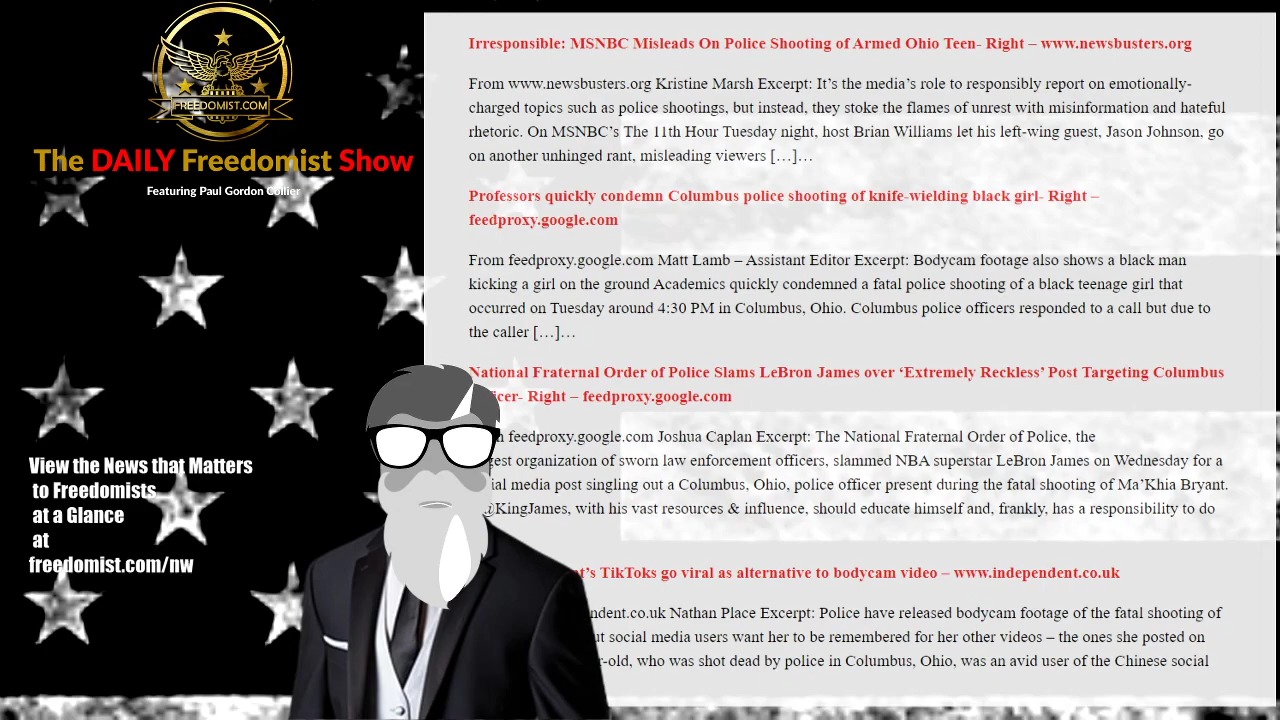 FREEDOMIST.COM
The DAILY Freedomist Show
Featuring Paul Gordon Collier
View the News that Matters
to Freedomists
at a Glance
at
freedomist.com/nw
Irresponsible: MSNBC Misleads On Police Shooting of Armed Ohio Teen- Right – www.newsbusters.org
From www.newsbusters.org Kristine Marsh Excerpt: It’s the media’s role to responsibly report on emotionally-
charged topics such as police shootings, but instead, they stoke the flames of unrest with misinformation and hateful
rhetoric. On MSNBC’s The 11th Hour Tuesday night, host Brian Williams let his left-wing guest, Jason Johnson, go
on another unhinged rant, misleading viewers […]…
Professors quickly condemn Columbus police shooting of knife-wielding black girl- Right –
feedproxy.google.com
From feedproxy.google.com Matt Lamb – Assistant Editor Excerpt: Bodycam footage also shows a black man
kicking a girl on the ground Academics quickly condemned a fatal police shooting of a black teenage girl that
occurred on Tuesday around 4:30 PM in Columbus, Ohio. Columbus police officers responded to a call but due to
the caller […]…
National Fraternal Order of Police Slams LeBron James over ‘Extremely Reckless’ Post Targeting Columbus
Right – feedproxy.google.com
feedproxy.google.com Joshua Caplan Excerpt: The National Fraternal Order of Police, the
organization of sworn law enforcement officers, slammed NBA superstar LeBron James on Wednesday for a
media post singling out a Columbus, Ohio, police officer present during the fatal shooting of Ma’Khia Bryant.
@KingJames, with his vast resources & influence, should educate himself and, frankly, has a responsibility to do
TikToks go viral as alternative to bodycam video – www.independent.co.uk
Nathan Place Excerpt: Police have released bodycam footage of the fatal shooting of
social media users want her to be remembered for her other videos – the ones she posted on
who was shot dead by police in Columbus, Ohio, was an avid user of the Chinese social